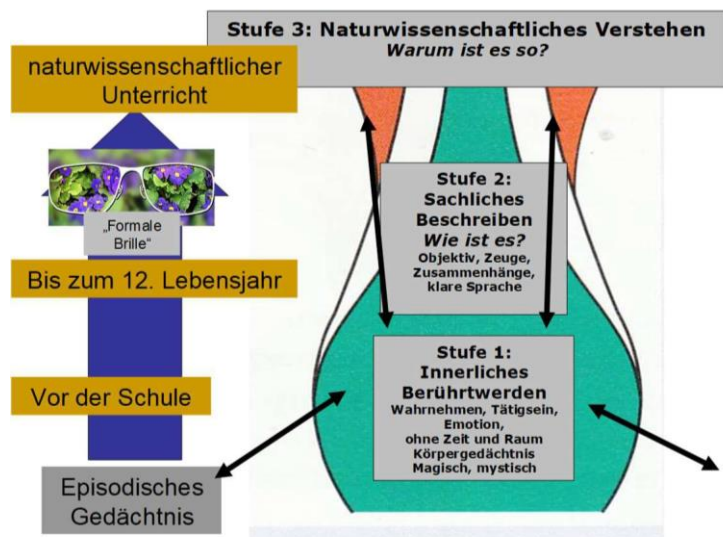 Stufe 3: Naturwissenschaftliches Verstehen
Warum ist es so?
naturwissenschaftlicher
Unterricht
„Formale
Brille“
Bis zum 12. Lebensjahr
Vor der Schule
Episodisches
Gedächtnis
Stufe 2:
Sachliches
Beschreiben
Wie ist es?
Objektiv, Zeuge,
Zusammenhänge,
klare Sprache
Stufe 1:
Innerliches
Berührtwerden
Wahrnehmen, Tätigsein,
Emotion,
ohne Zeit und Raum
Körpergedächtnis
Magisch, mystisch